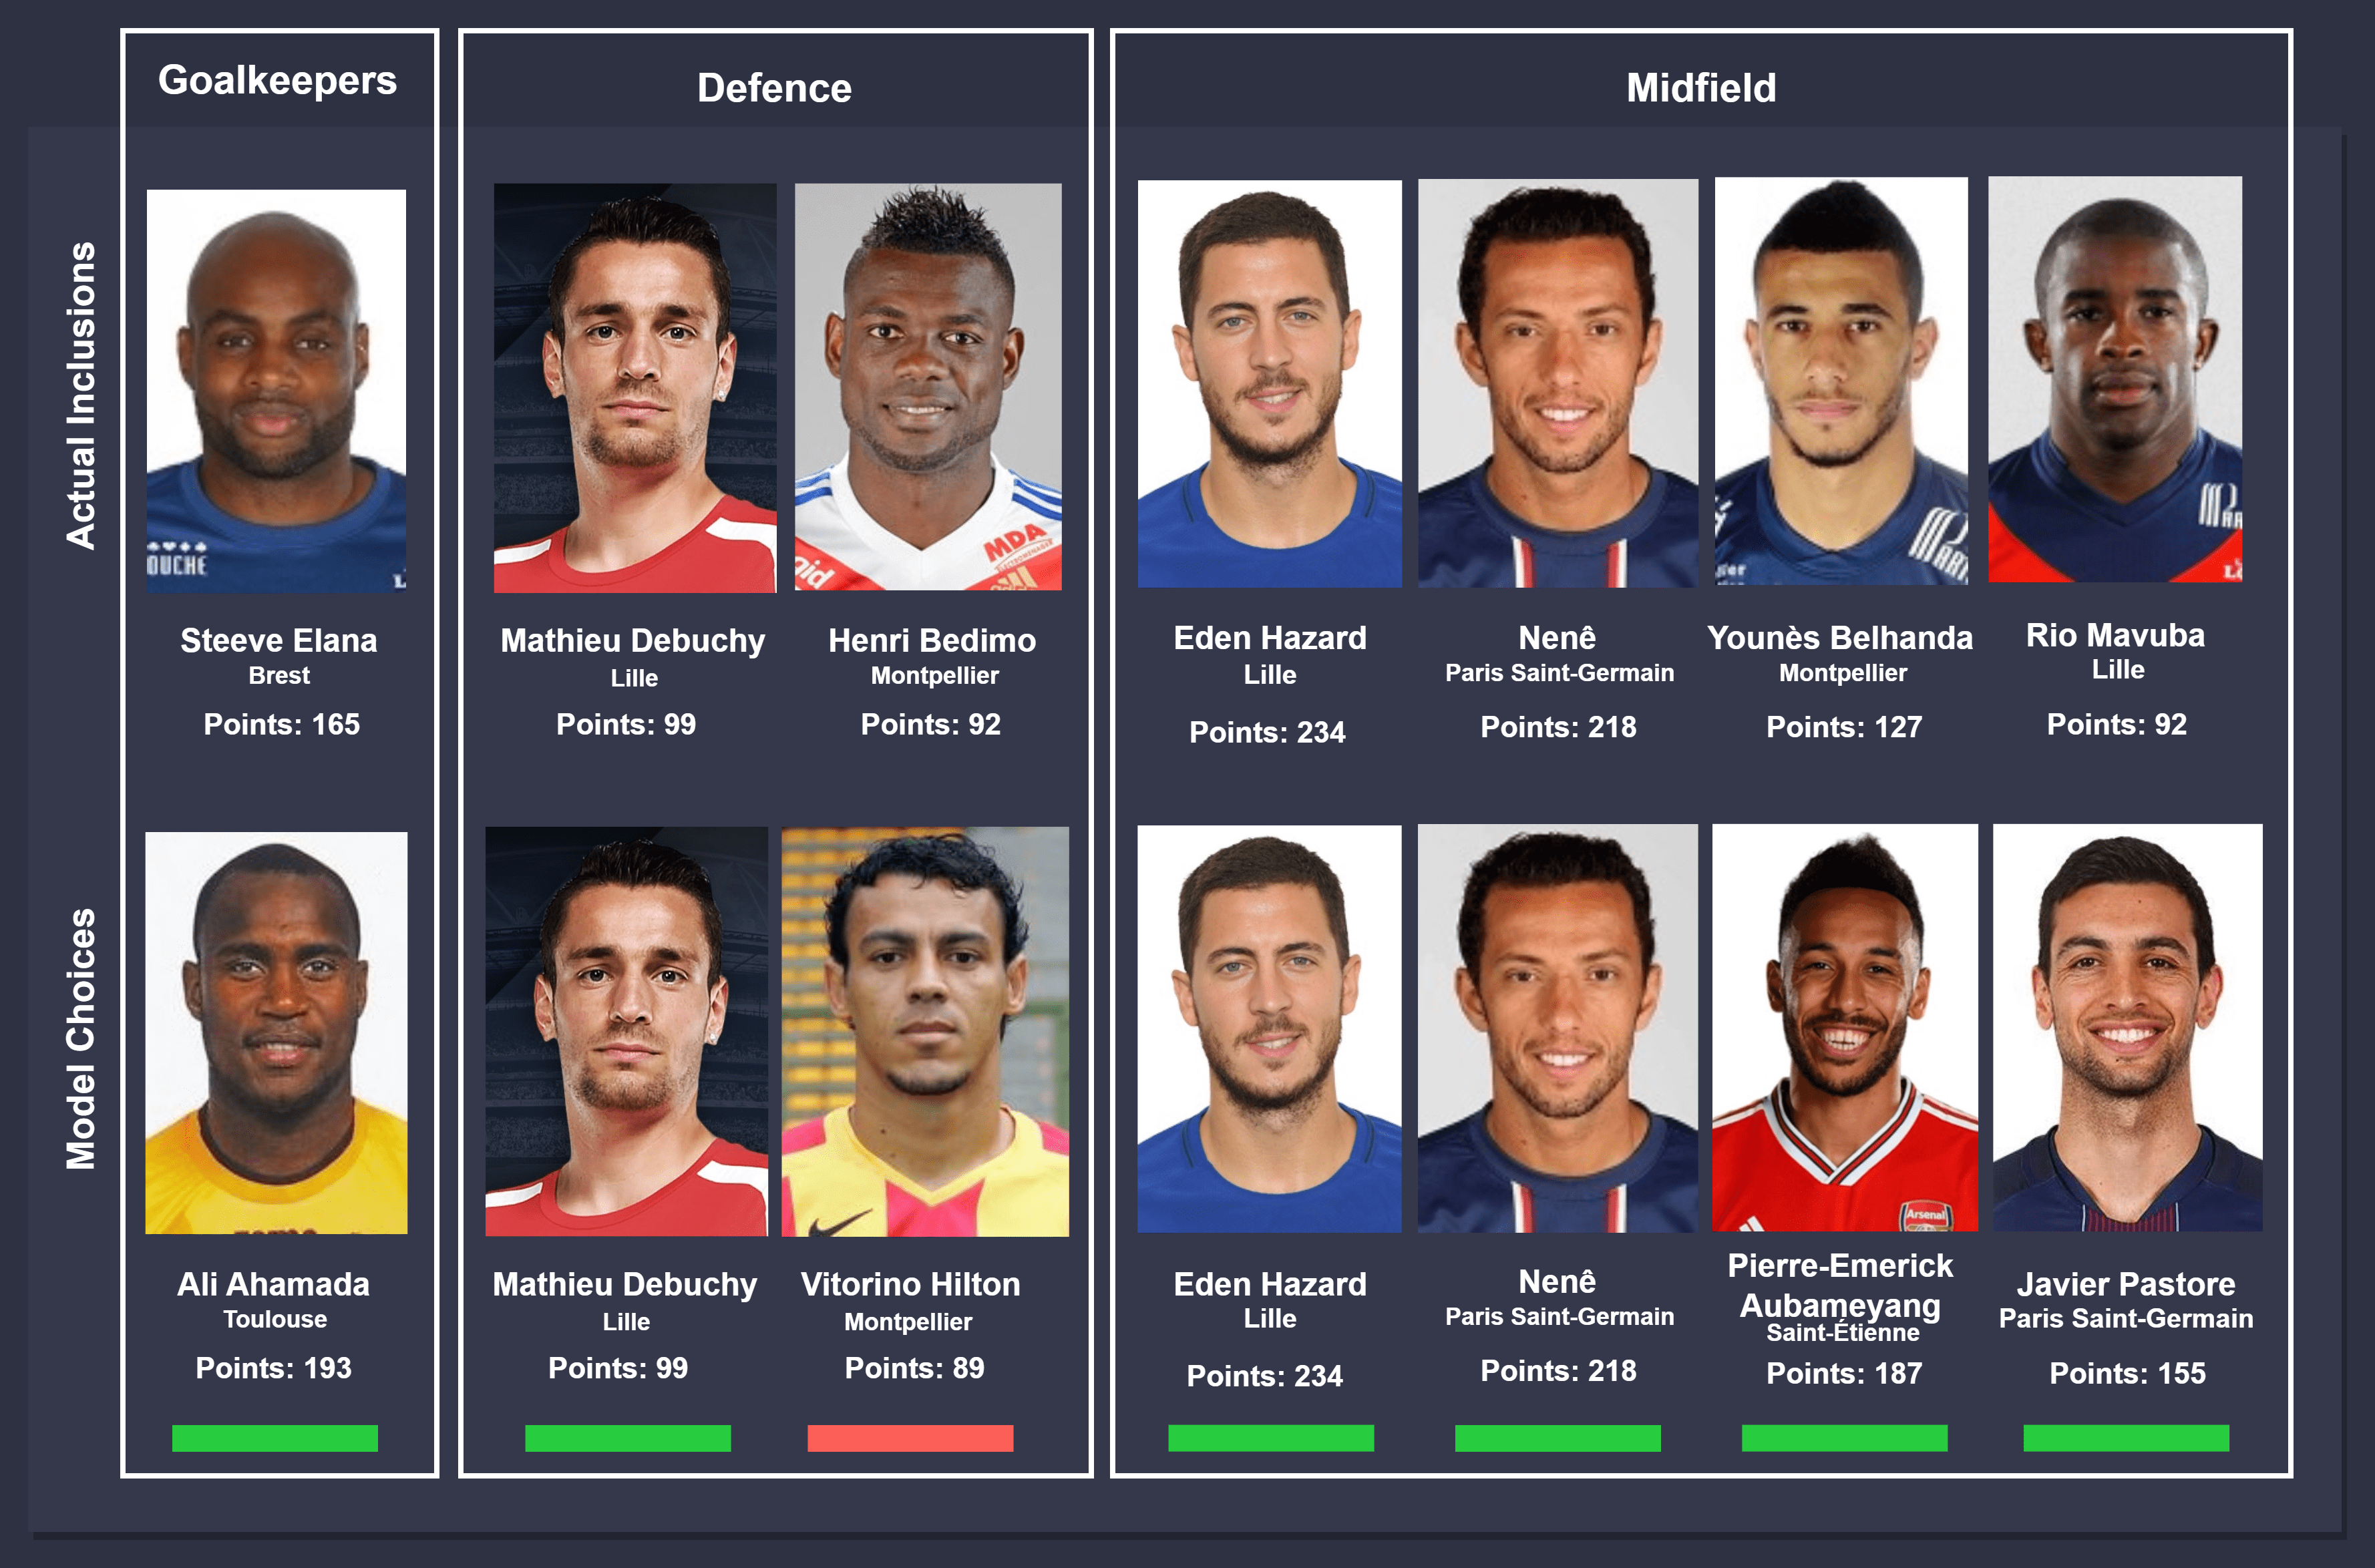 Goalkeepers
Defence
Midfield
Actual Inclusions
OUCHE
MDA
Steeve Elana
Brest
Points: 165
Mathieu Debuchy
Lille
Points: 99
Henri Bedimo
Montpellier
Points: 92
Eden Hazard
Lille
Points: 234
Nenê
Paris Saint-Germain
Points: 218
Younès Belhanda
Montpellier
Points: 127
Rio Mavuba
Lille
Points: 92
Model Choices
Arsenal
Ali Ahamada
Toulouse
Points: 193
Mathieu Debuchy
Lille
Points: 99
Vitorino Hilton
Montpellier
Points: 89
Eden Hazard
Lille
Points: 234
Nenê
Paris Saint-Germain
Points: 218
Pierre-Emerick
Aubameyang
Saint-Étienne
Points: 187
Javier Pastore
Paris Saint-Germain
Points: 155